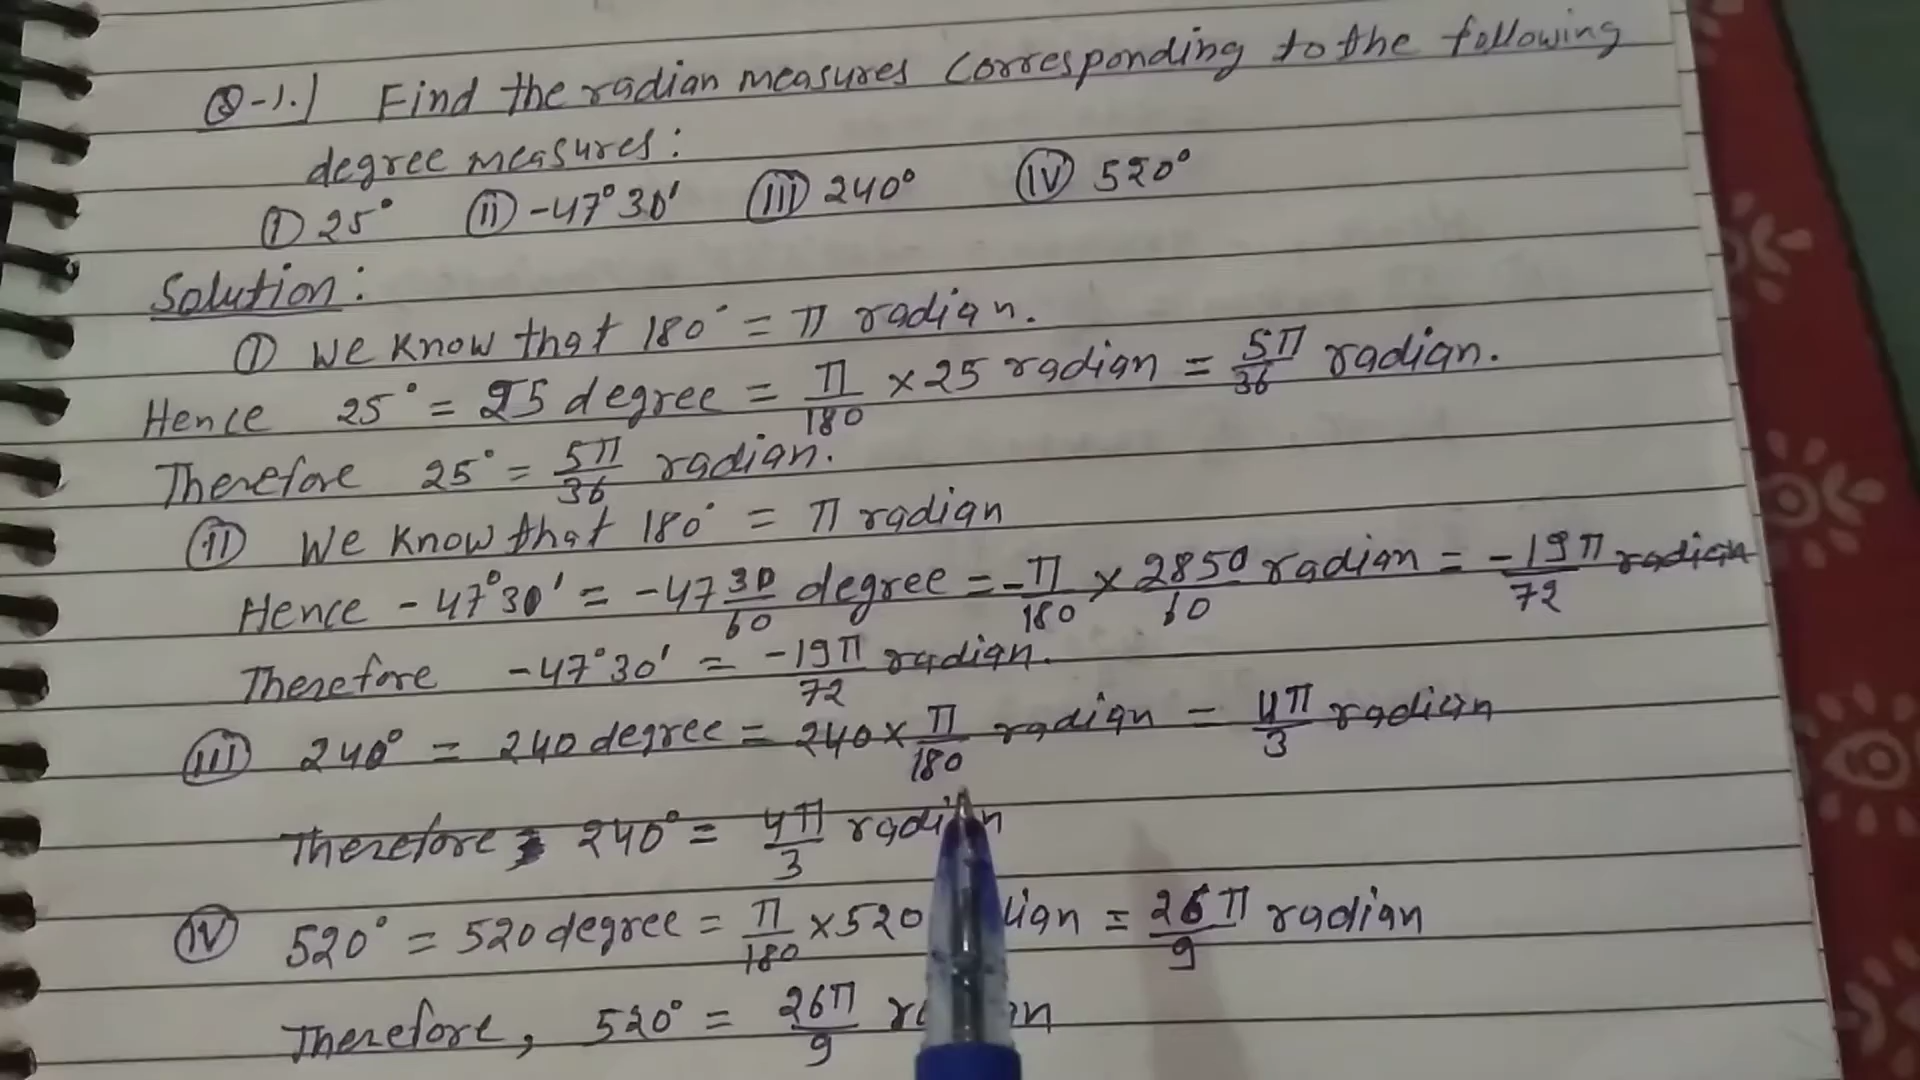 Q-1.) Find the radian measures corresponding to the following
degree measures:
(I) 25° (II) -47°30' (III) 240° (IV) 520°
Solution:
(I) We know that 180° = π radian.
Hence 25° = 25 degree = π/180 × 25 radian = 5π/36 radian.
Therefore 25° = 5π/36 radian.
(II) We know that 180° = π radian
Hence -47°30' = -47 30/60 degree = -π/180 × 2850/60 radian = -19π/72 radian
Therefore -47°30' = -19π/72 radian.
(III) 240° = 240 degree = 240 × π/180 radian = 4π/3 radian
Therefore, 240° = 4π/3 radian
(IV) 520° = 520 degree = π/180 × 520 radian = 26π/9 radian
Therefore, 520° = 26π/9 radian